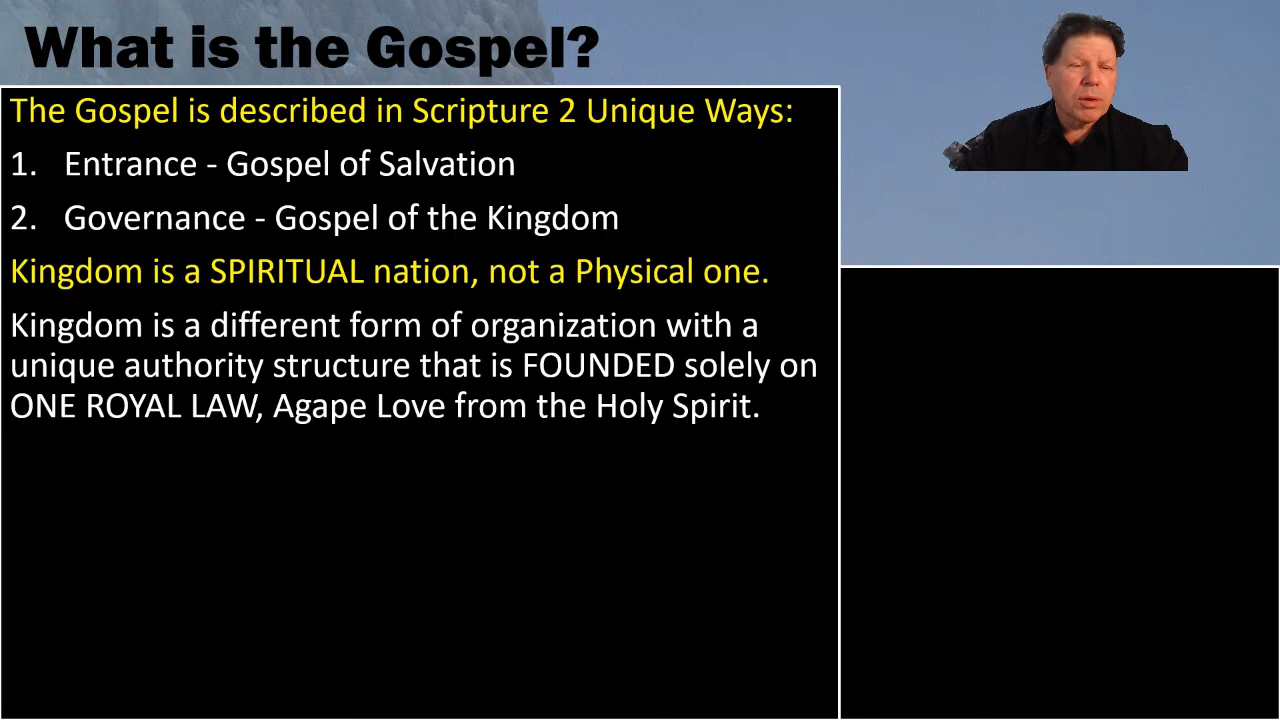 What is the Gospel?
The Gospel is described in Scripture 2 Unique Ways:
1. Entrance - Gospel of Salvation
2. Governance - Gospel of the Kingdom
Kingdom is a SPIRITUAL nation, not a Physical one.
Kingdom is a different form of organization with a
unique authority structure that is FOUNDED solely on
ONE ROYAL LAW, Agape Love from the Holy Spirit.